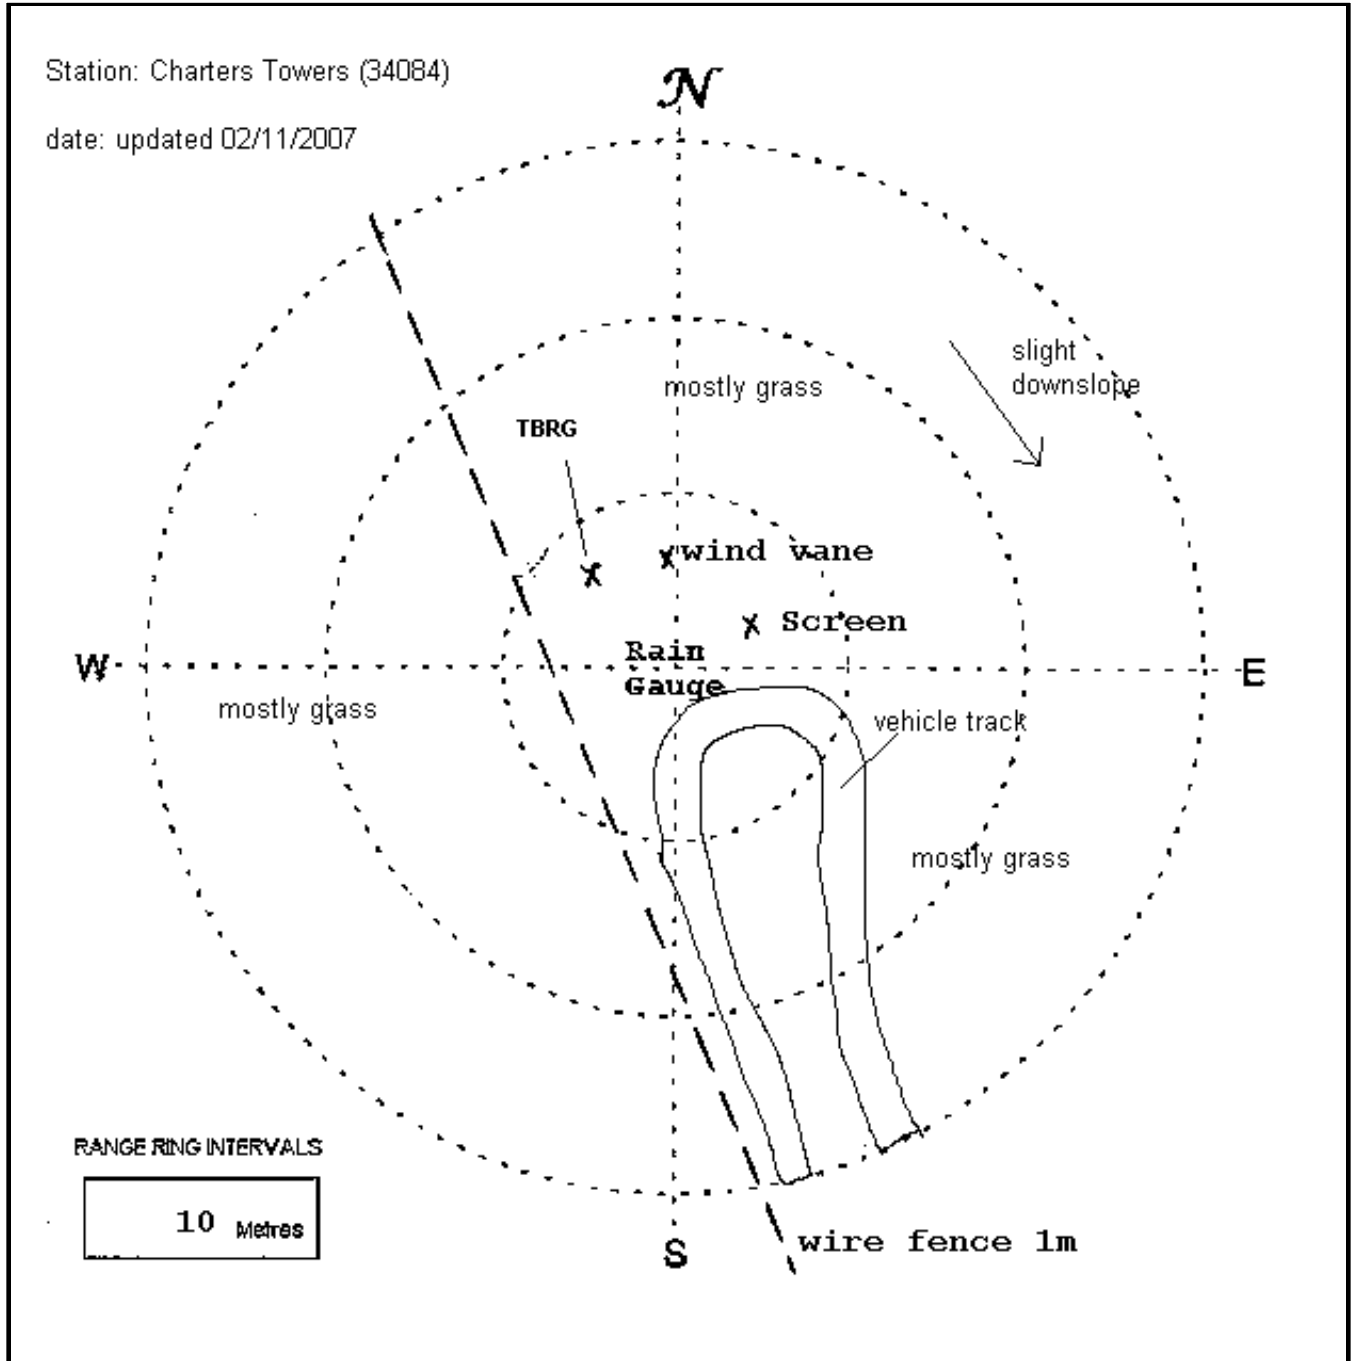 Station: Charters Towers (34084)
date: updated 02/11/2007
N
slight
downslope
mostly grass
TBRG
wind vane
Screen
Rain
Gauge
W
E
mostly grass
vehicle track
mostly grass
RANGE RING INTERVALS
10 Metres
S
wire fence 1m